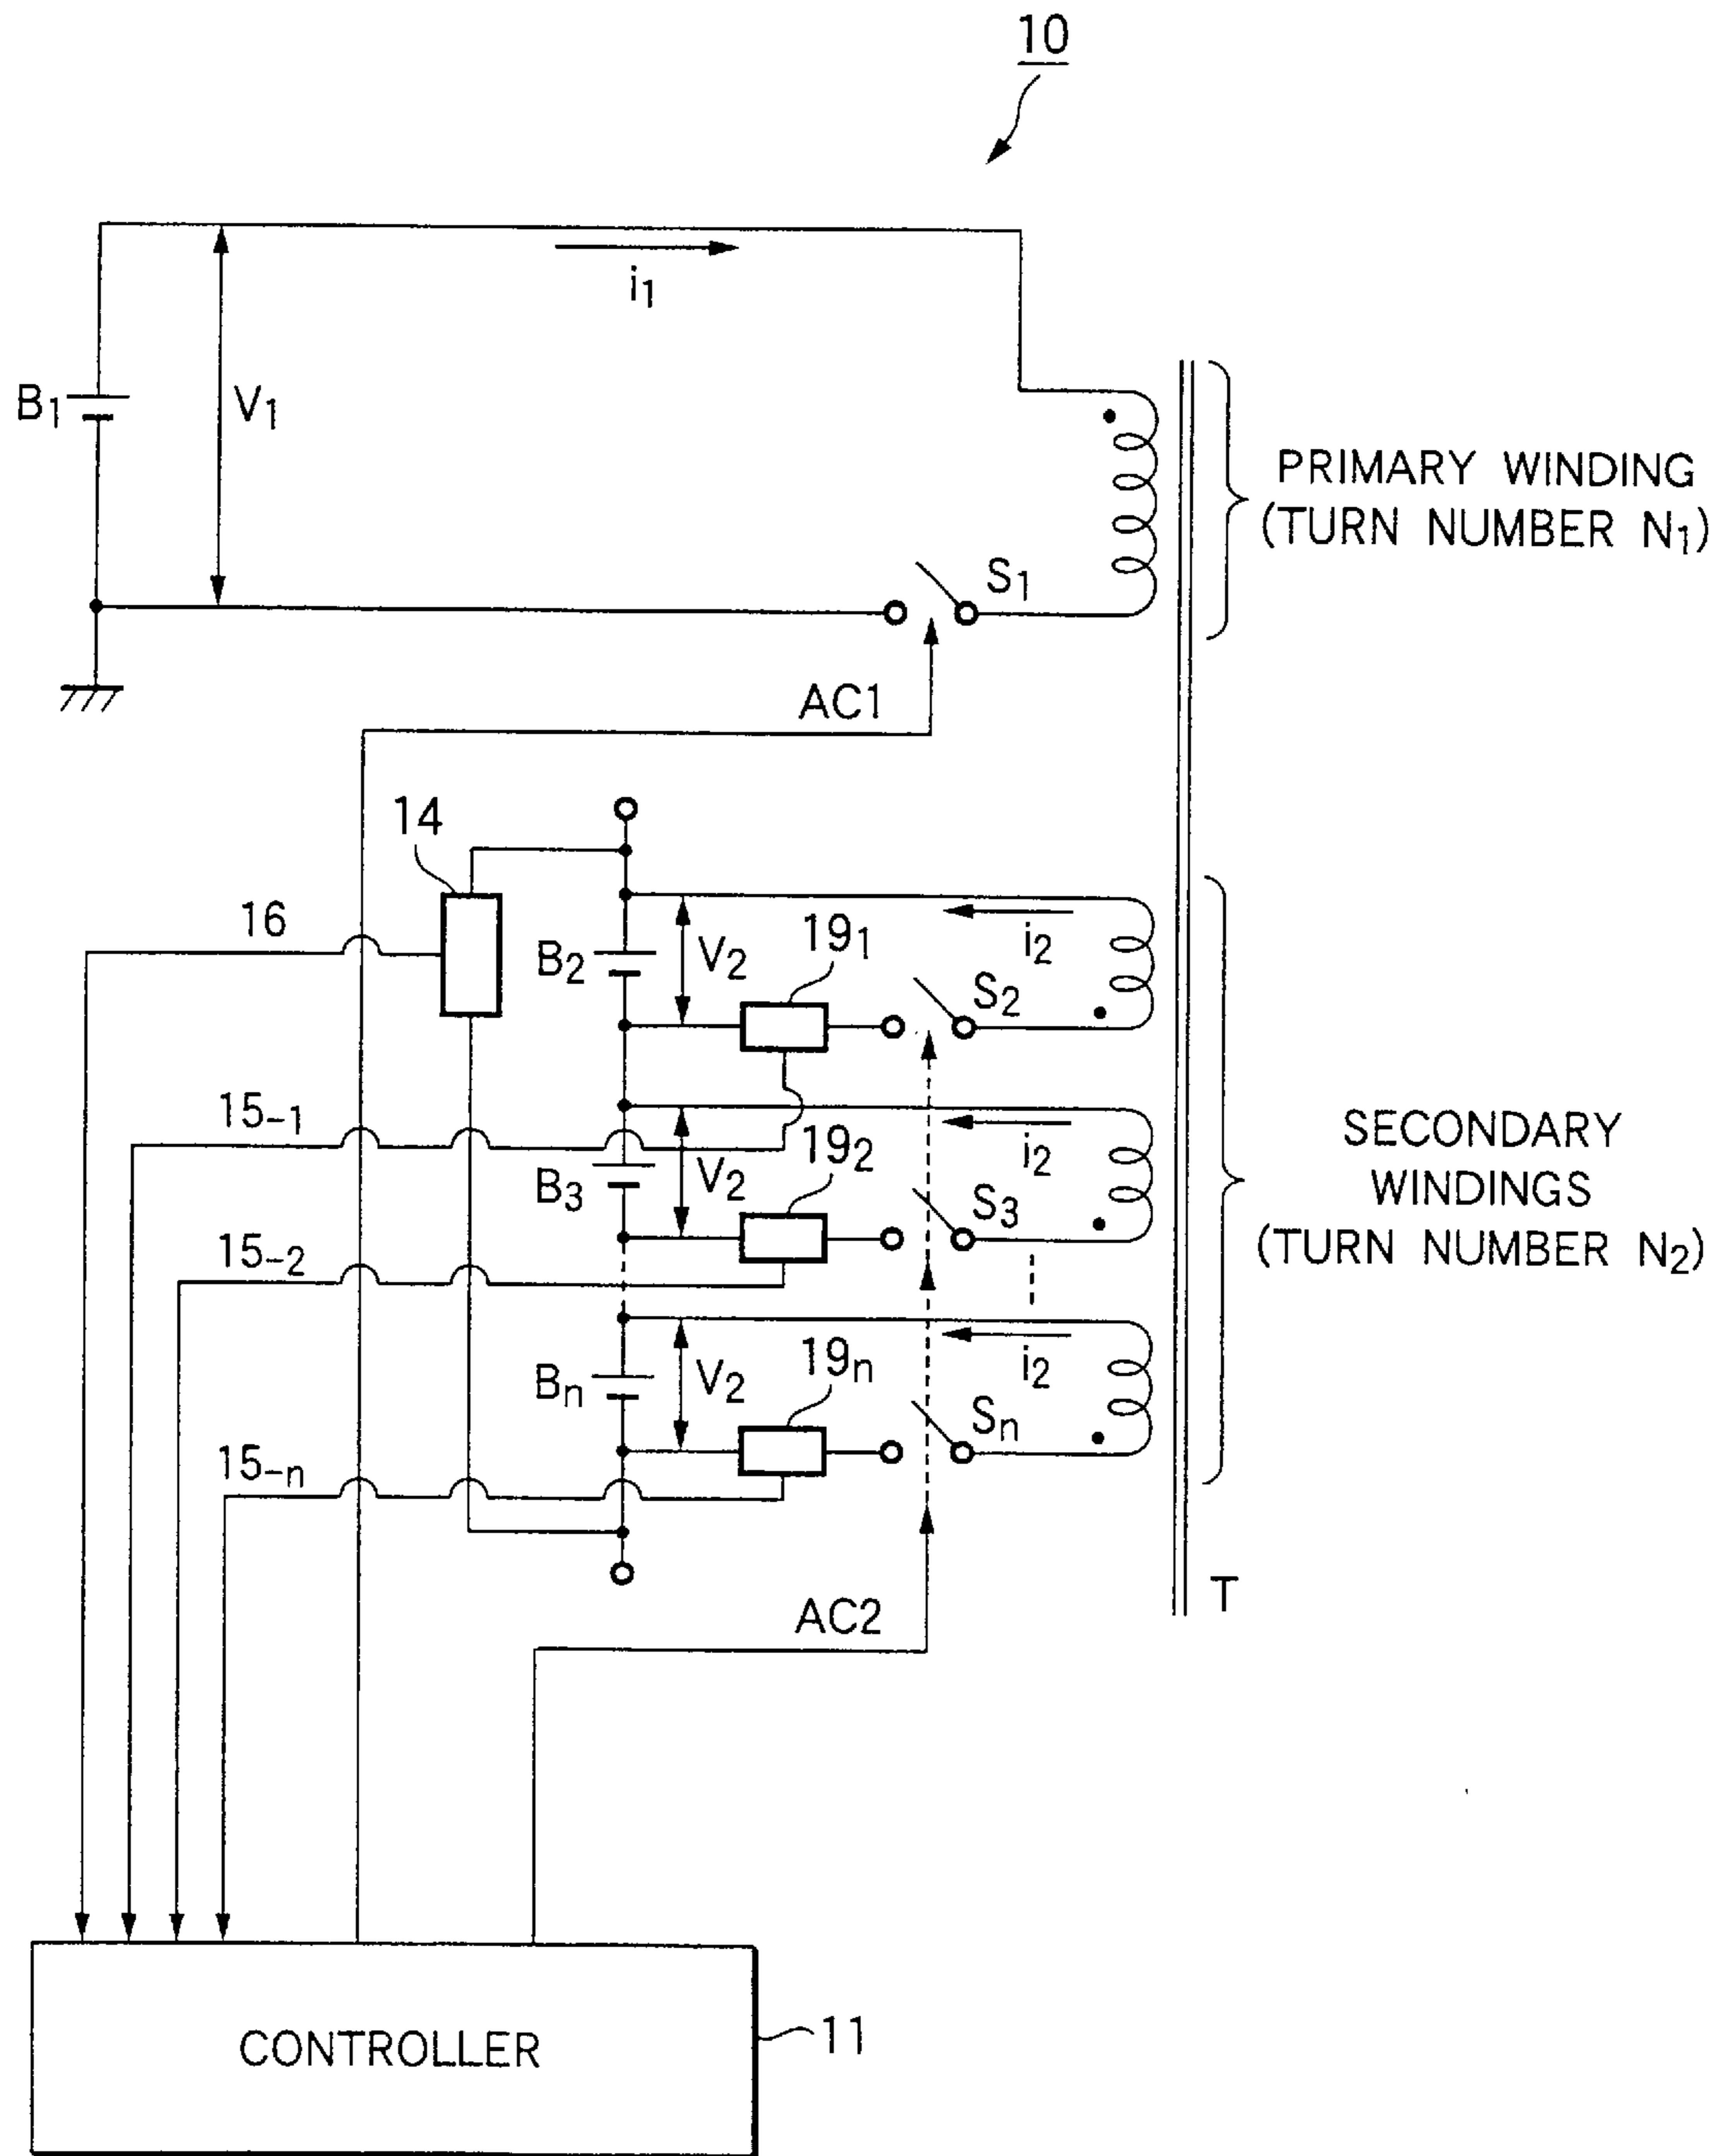 10
i1
B1
V1
PRIMARY WINDING
(TURN NUMBER N1)
S1
AC1
14
16
B2
V2
191
i2
S2
15-1
B3
V2
192
i2
S3
SECONDARY
WINDINGS
(TURN NUMBER N2)
15-2
Bn
V2
19n
i2
Sn
15-n
T
AC2
CONTROLLER
11